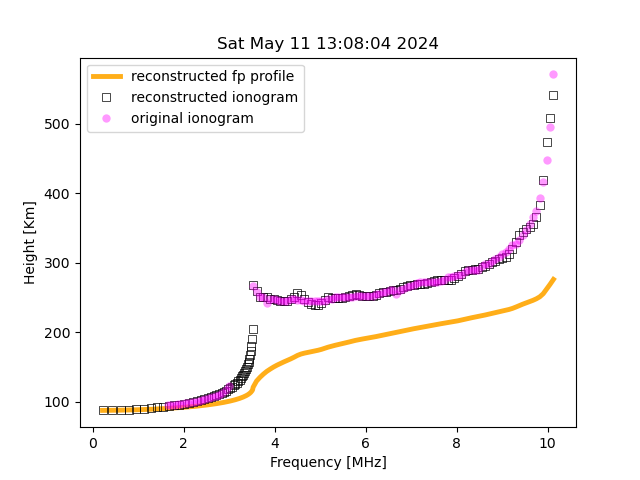 Sat May 11 13:08:04 2024
reconstructed fp profile
reconstructed ionogram
original ionogram
Height [Km]
500
400
300
200
100
0
2
4
6
8
10
Frequency [MHz]